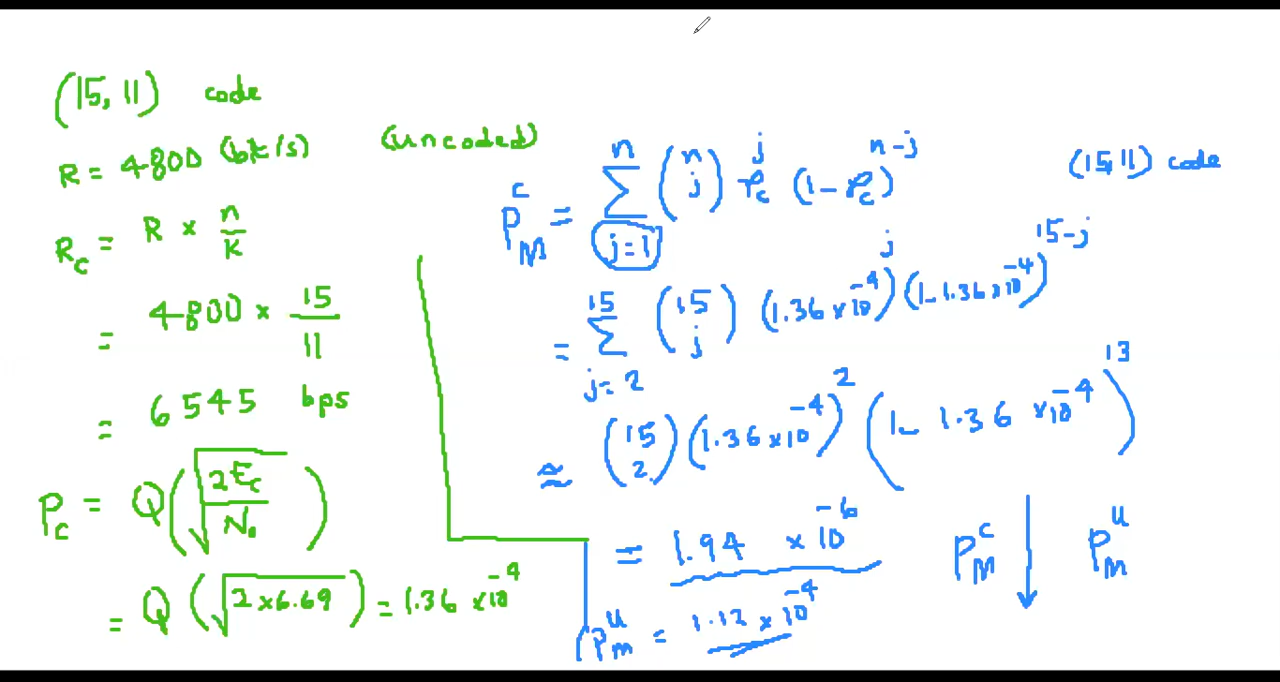 (15, 11) code
R = 4800 (bit/s) (uncoded)
R_c = R × n/k
= 4800 × 15/11
= 6545 bps
P_c = Q(√(2E_c/N_0))
= Q(√(2×6.69)) = 1.36 × 10^-4
P_M^c = Σ_{j=1}^{n} (n j) P_c^j (1 - P_c)^{n-j}
(15,11) code
= Σ_{j=2}^{15} (15 j) (1.36×10^-4)^j (1 - 1.36×10^-4)^{15-j}
≃ (15 2) (1.36×10^-4)^2 (1 - 1.36×10^-4)^13
= 1.94 × 10^-6
P_M^c ↓ P_M^u
P_M^u = 1.12 × 10^-4